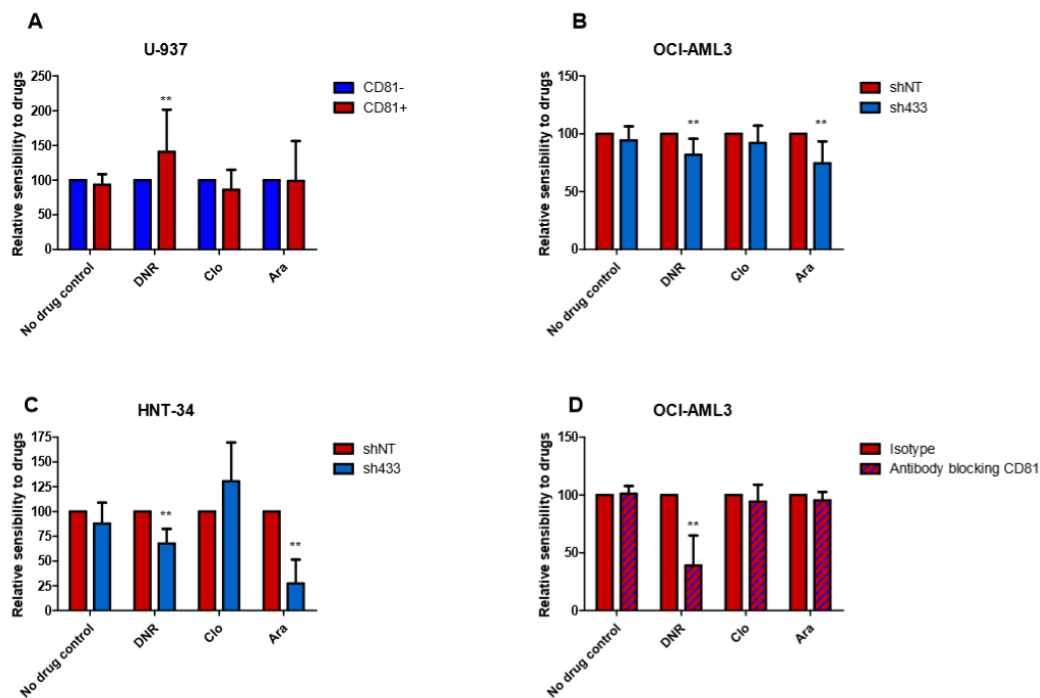 A
U-937
Relative sensibility to drugs
250
200
150
100
50
0
**
No drug control
DNR
Clo
Ara
CD81-
CD81+
B
OCI-AML3
Relative sensibility to drugs
150
100
50
0
**
**
No drug control
DNR
Clo
Ara
shNT
sh433
C
HNT-34
Relative sensibility to drugs
175
150
125
100
75
50
25
0
**
**
No drug control
DNR
Clo
Ara
shNT
sh433
D
OCI-AML3
Relative sensibility to drugs
150
100
50
0
**
No drug control
DNR
Clo
Ara
Isotype
Antibody blocking CD81